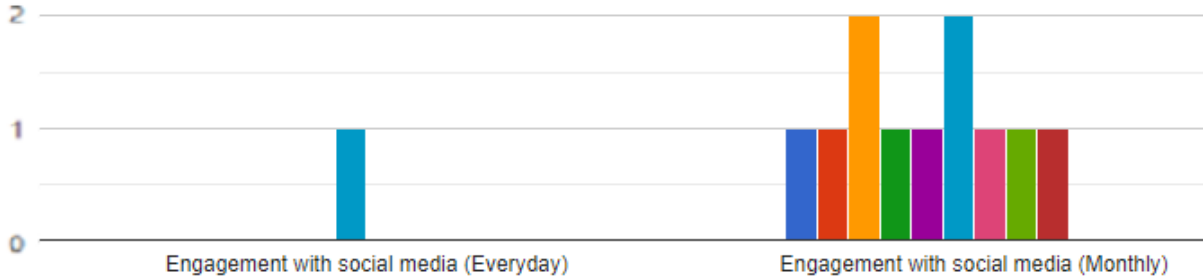 2
1
0
Engagement with social media (Everyday)
Engagement with social media (Monthly)